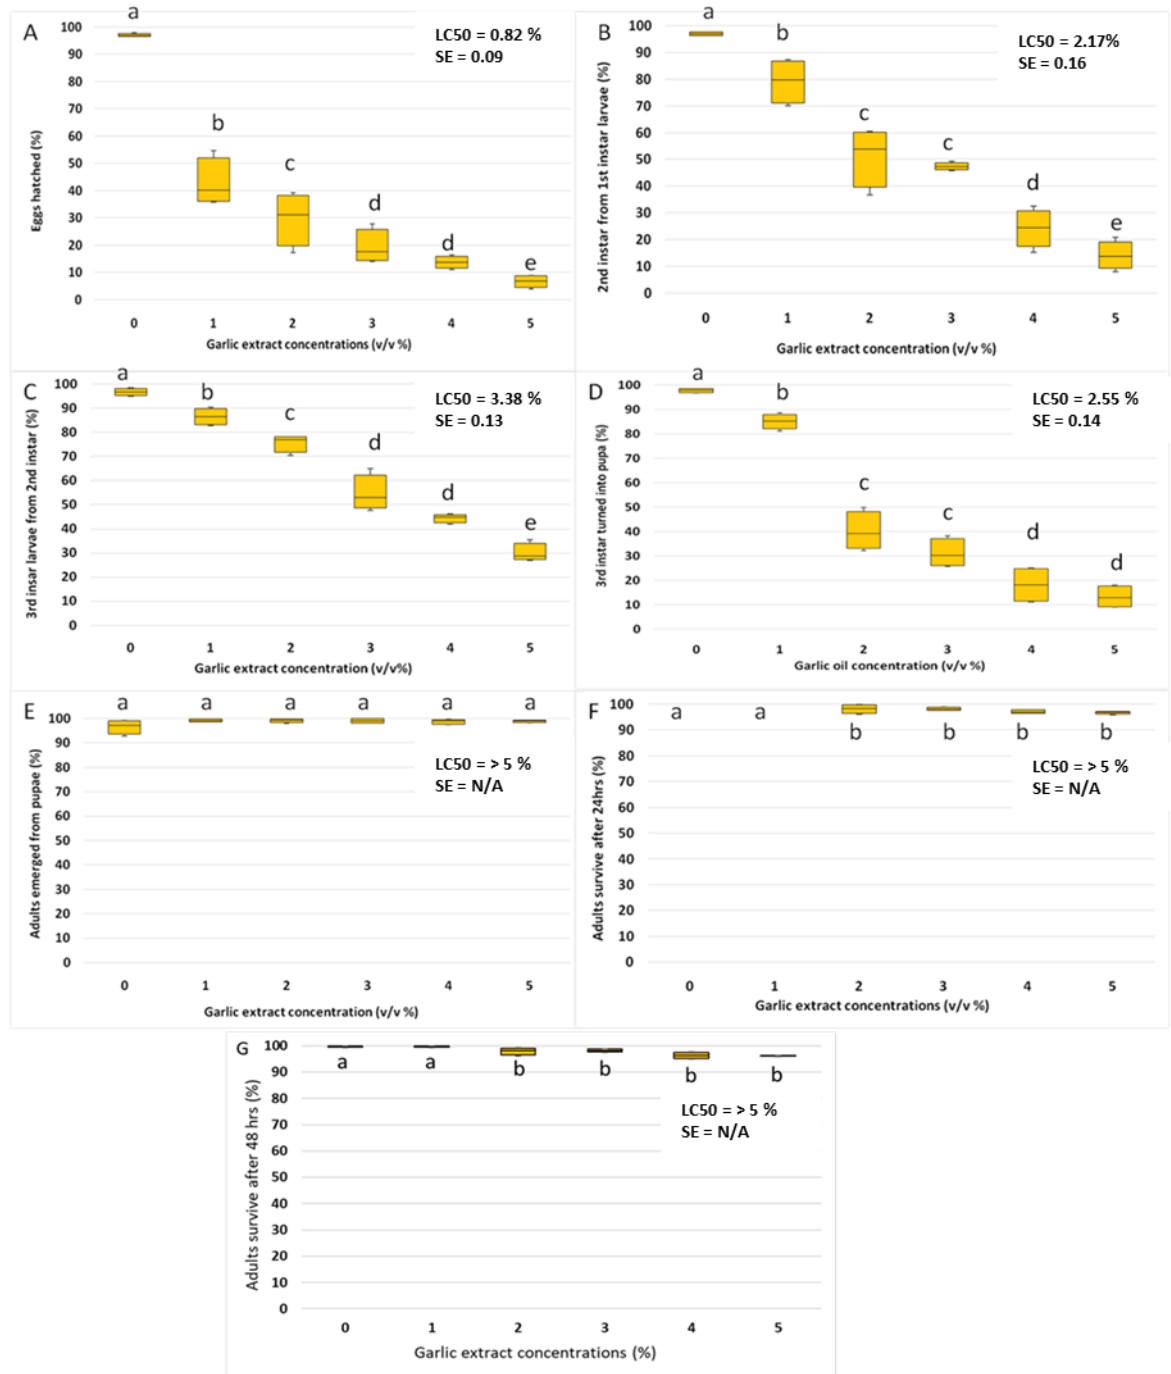 A
a
LC50 = 0.82 %
SE = 0.09
b
c
d
d
e
Eggs hatched (%)
100
90
80
70
60
50
40
30
20
10
0
0 1 2 3 4 5
Garlic extract concentrations (v/v %)
B
a
LC50 = 2.17%
SE = 0.16
b
c
c
d
e
2nd instar from 1st instar larvae (%)
100
90
80
70
60
50
40
30
20
10
0
0 1 2 3 4 5
Garlic extract concentration (v/v %)
C
a
LC50 = 3.38 %
SE = 0.13
b
c
d
d
e
3rd insar larvae from 2nd instar (%)
100
90
80
70
60
50
40
30
20
10
0
0 1 2 3 4 5
Garlic extract concentration (v/v%)
D
a
LC50 = 2.55 %
SE = 0.14
b
c
c
d
d
3rd instar turned into pupa (%)
100
90
80
70
60
50
40
30
20
10
0
0 1 2 3 4 5
Garlic oil concentration (v/v %)
E
a a a a a a
LC50 = > 5 %
SE = N/A
Adults emerged from pupae (%)
100
90
80
70
60
50
40
30
20
10
0
0 1 2 3 4 5
Garlic extract concentration (v/v %)
F
a a
b b b b
LC50 = > 5 %
SE = N/A
Adults survive after 24hrs (%)
100
90
80
70
60
50
40
30
20
10
0
0 1 2 3 4 5
Garlic extract concentrations (v/v %)
G
a a b b b b
LC50 = > 5 %
SE = N/A
Adults survive after 48 hrs (%)
100
90
80
70
60
50
40
30
20
10
0
0 1 2 3 4 5
Garlic extract concentrations (%)